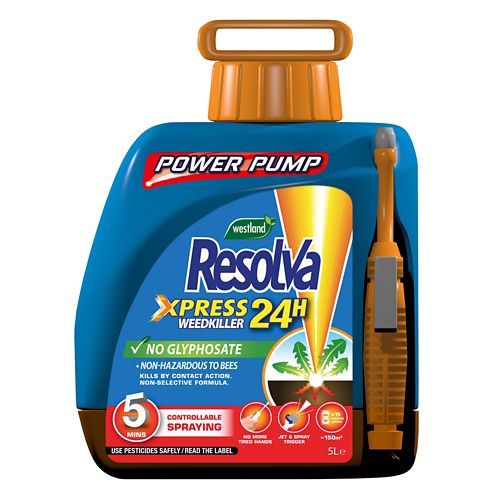 POWER PUMP
westland
Resolva
XPRESS 24H
WEEDKILLER
✓ NO GLYPHOSATE
• NON-HAZARDOUS TO BEES
KILLS BY CONTACT ACTION.
NON-SELECTIVE FORMULA.
5
MINS
CONTROLLABLE
SPRAYING
NO MORE
TIRED HANDS
JET & SPRAY
TRIGGER
=150m²
USE PESTICIDES SAFELY / READ THE LABEL
5L℮